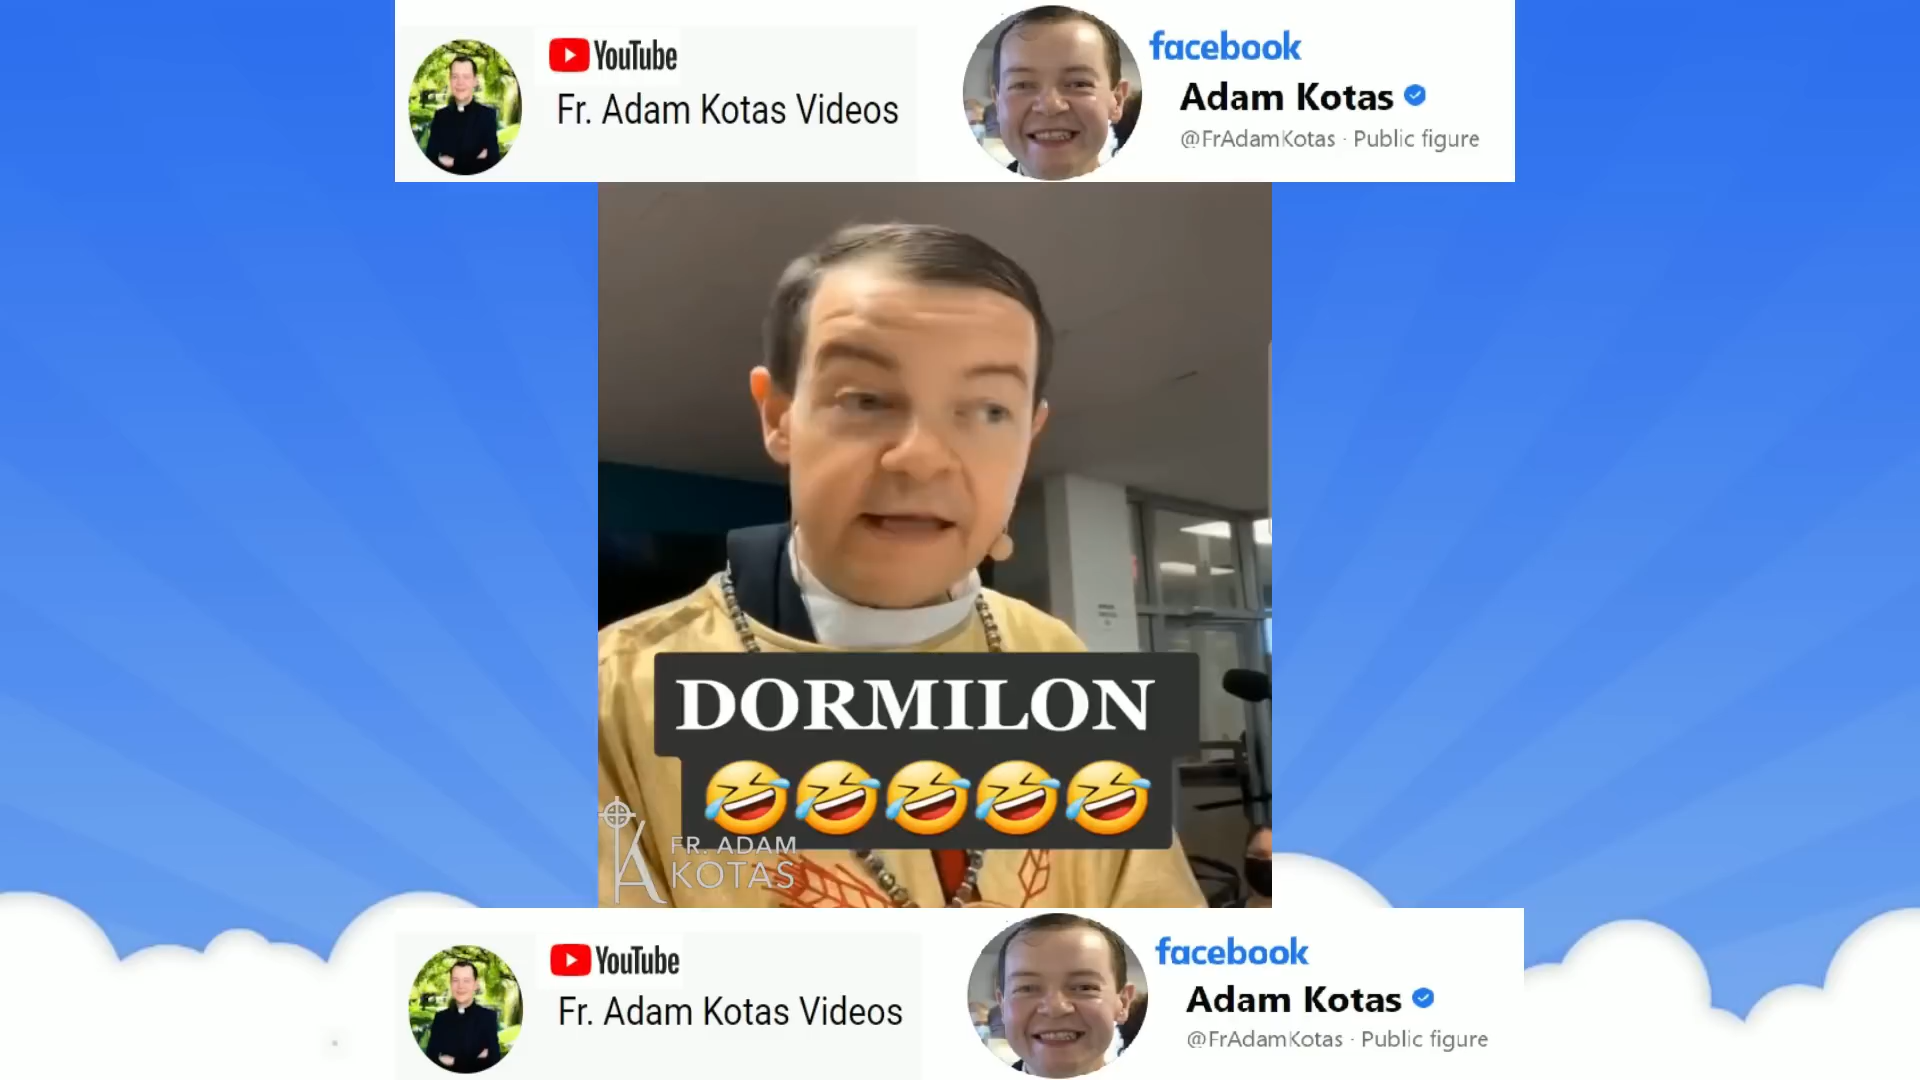 YouTube
Fr. Adam Kotas Videos
facebook
Adam Kotas
@FrAdamKotas · Public figure
DORMILON
FR. ADAM
KOTAS
YouTube
Fr. Adam Kotas Videos
facebook
Adam Kotas
@FrAdamKotas · Public figure